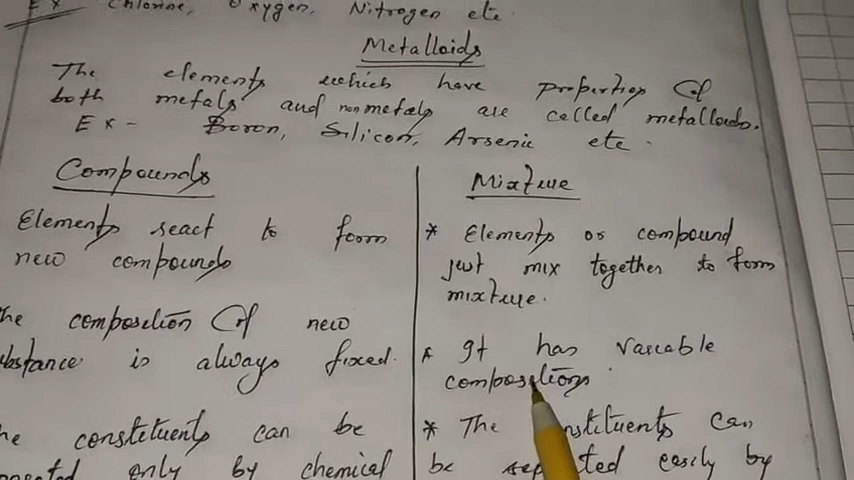 Ex Chlorine, Oxygen, Nitrogen etc.
Metalloids
The elements which have properties of
both metals and nonmetals are called metalloids.
Ex - Boron, Silicon, Arsenic etc.
Compounds
Elements react to form
new compounds
The composition of new
substance is always fixed.
The constituents can be
only by chemical
Mixture
* Elements or compound
just mix together to form
mixture.
* It has variable
compositions
* The constituents can
be separated easily by